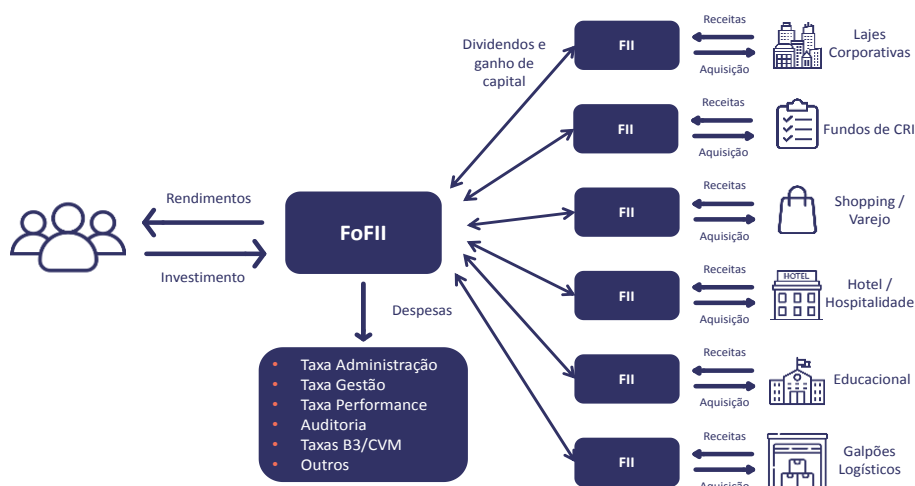 Dividendos e
ganho de
capital
FII
Receitas
Aquisição
Lajes
Corporativas
FII
Receitas
Aquisição
Fundos de CRI
Rendimentos
Investimento
FoFII
FII
Receitas
Aquisição
Shopping /
Varejo
FII
Receitas
Aquisição
HOTEL
Hotel /
Hospitalidade
Despesas
• Taxa Administração
• Taxa Gestão
• Taxa Performance
• Auditoria
• Taxas B3/CVM
• Outros
FII
Receitas
Aquisição
Educacional
FII
Receitas
Aquisição
Galpões
Logísticos